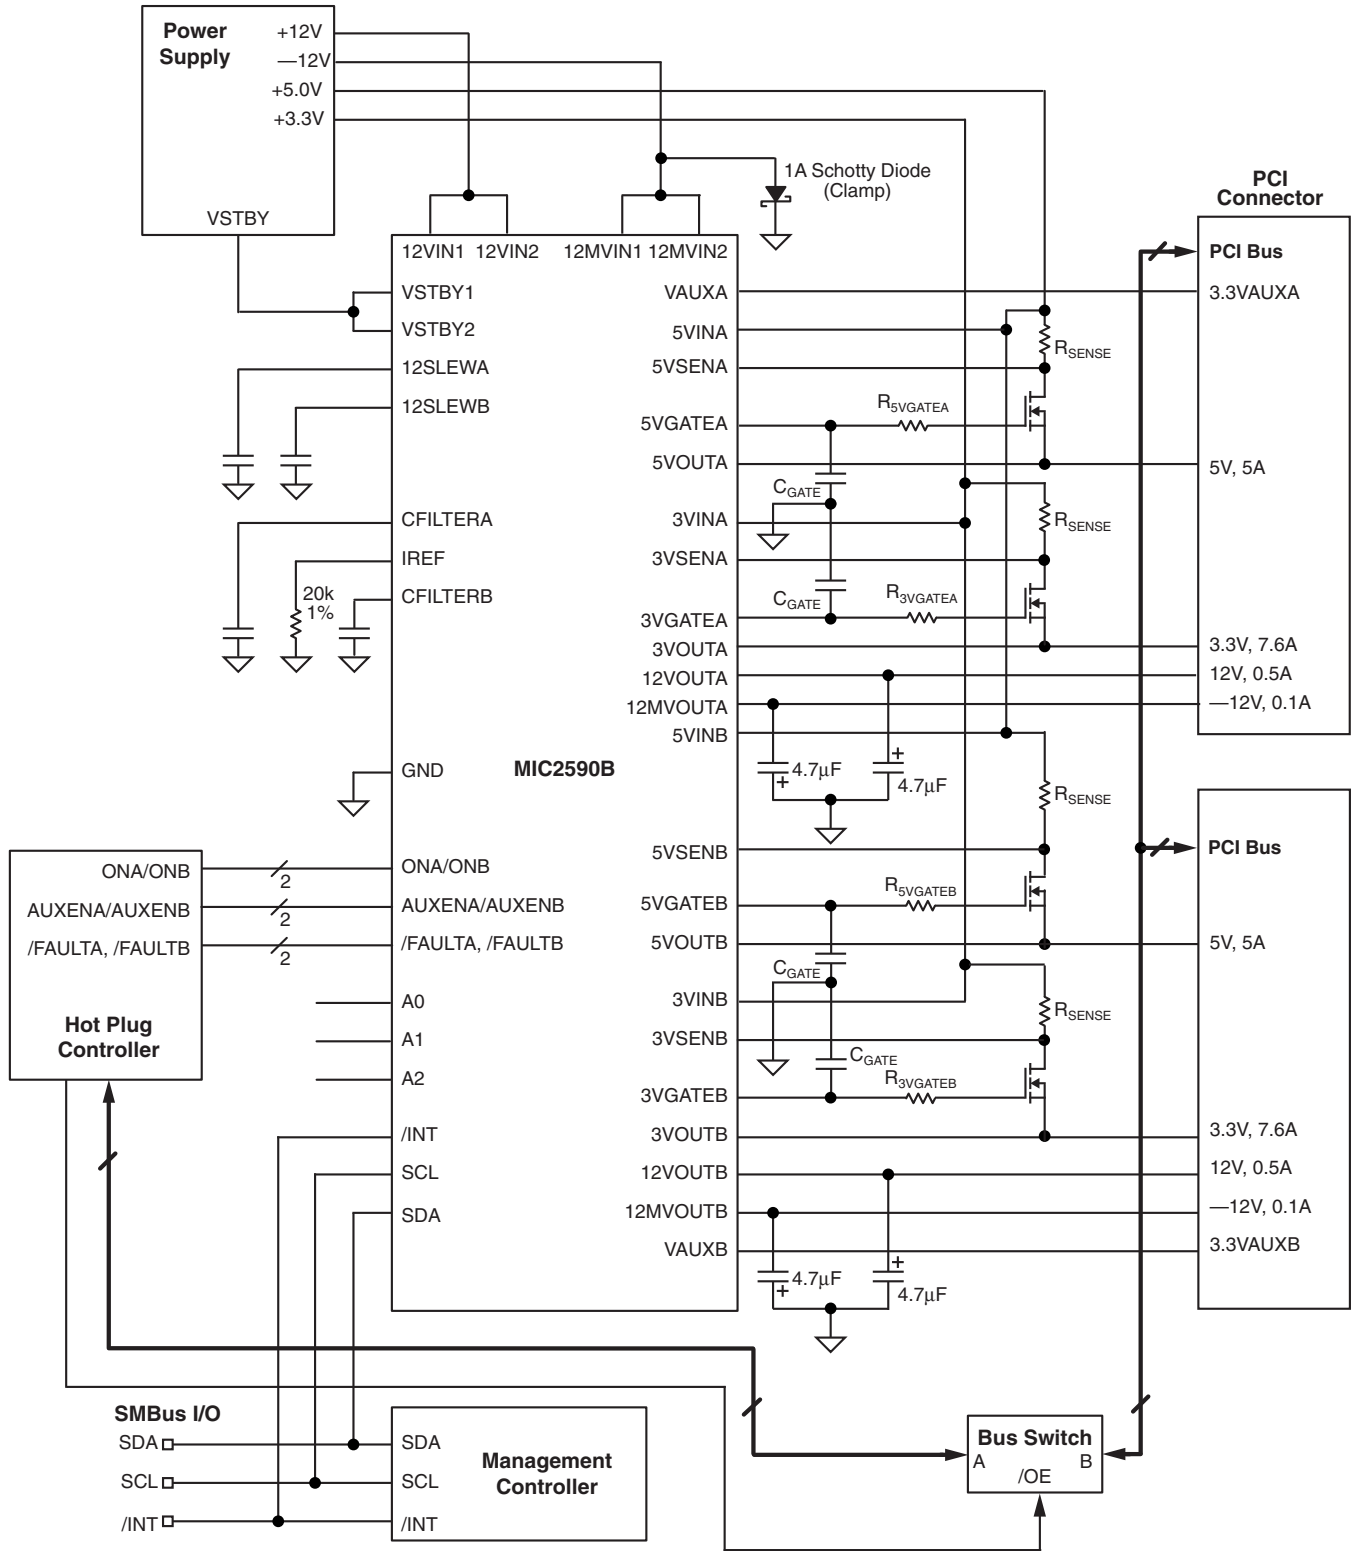 Power
Supply
+12V
—12V
+5.0V
+3.3V
VSTBY
1A Schotty Diode
(Clamp)
PCI
Connector
12VIN1 12VIN2 12MVIN1 12MVIN2
VSTBY1
VSTBY2
12SLEWA
12SLEWB
CFILTERA
IREF
CFILTERB
20k
1%
GND
MIC2590B
ONA/ONB
AUXENA/AUXENB
/FAULTA, /FAULTB
A0
A1
A2
/INT
SCL
SDA
VAUXA
5VINA
5VSENA
5VGATEA
5VOUTA
3VINA
3VSENA
3VGATEA
3VOUTA
12VOUTA
12MVOUTA
5VINB
5VSENB
5VGATEB
5VOUTB
3VINB
3VSENB
3VGATEB
3VOUTB
12VOUTB
12MVOUTB
VAUXB
RSENSE
R5VGATEA
CGATE
RSENSE
CGATE
R3VGATEA
+ 4.7µF
+
4.7µF
RSENSE
R5VGATEB
CGATE
RSENSE
CGATE
R3VGATEB
4.7µF
+
+
4.7µF
PCI Bus
3.3VAUXA
5V, 5A
3.3V, 7.6A
12V, 0.5A
—12V, 0.1A
PCI Bus
5V, 5A
3.3V, 7.6A
12V, 0.5A
—12V, 0.1A
3.3VAUXB
ONA/ONB
AUXENA/AUXENB
/FAULTA, /FAULTB
2
2
2
Hot Plug
Controller
SMBus I/O
SDA
SCL
/INT
SDA
SCL
/INT
Management
Controller
Bus Switch
A B
/OE